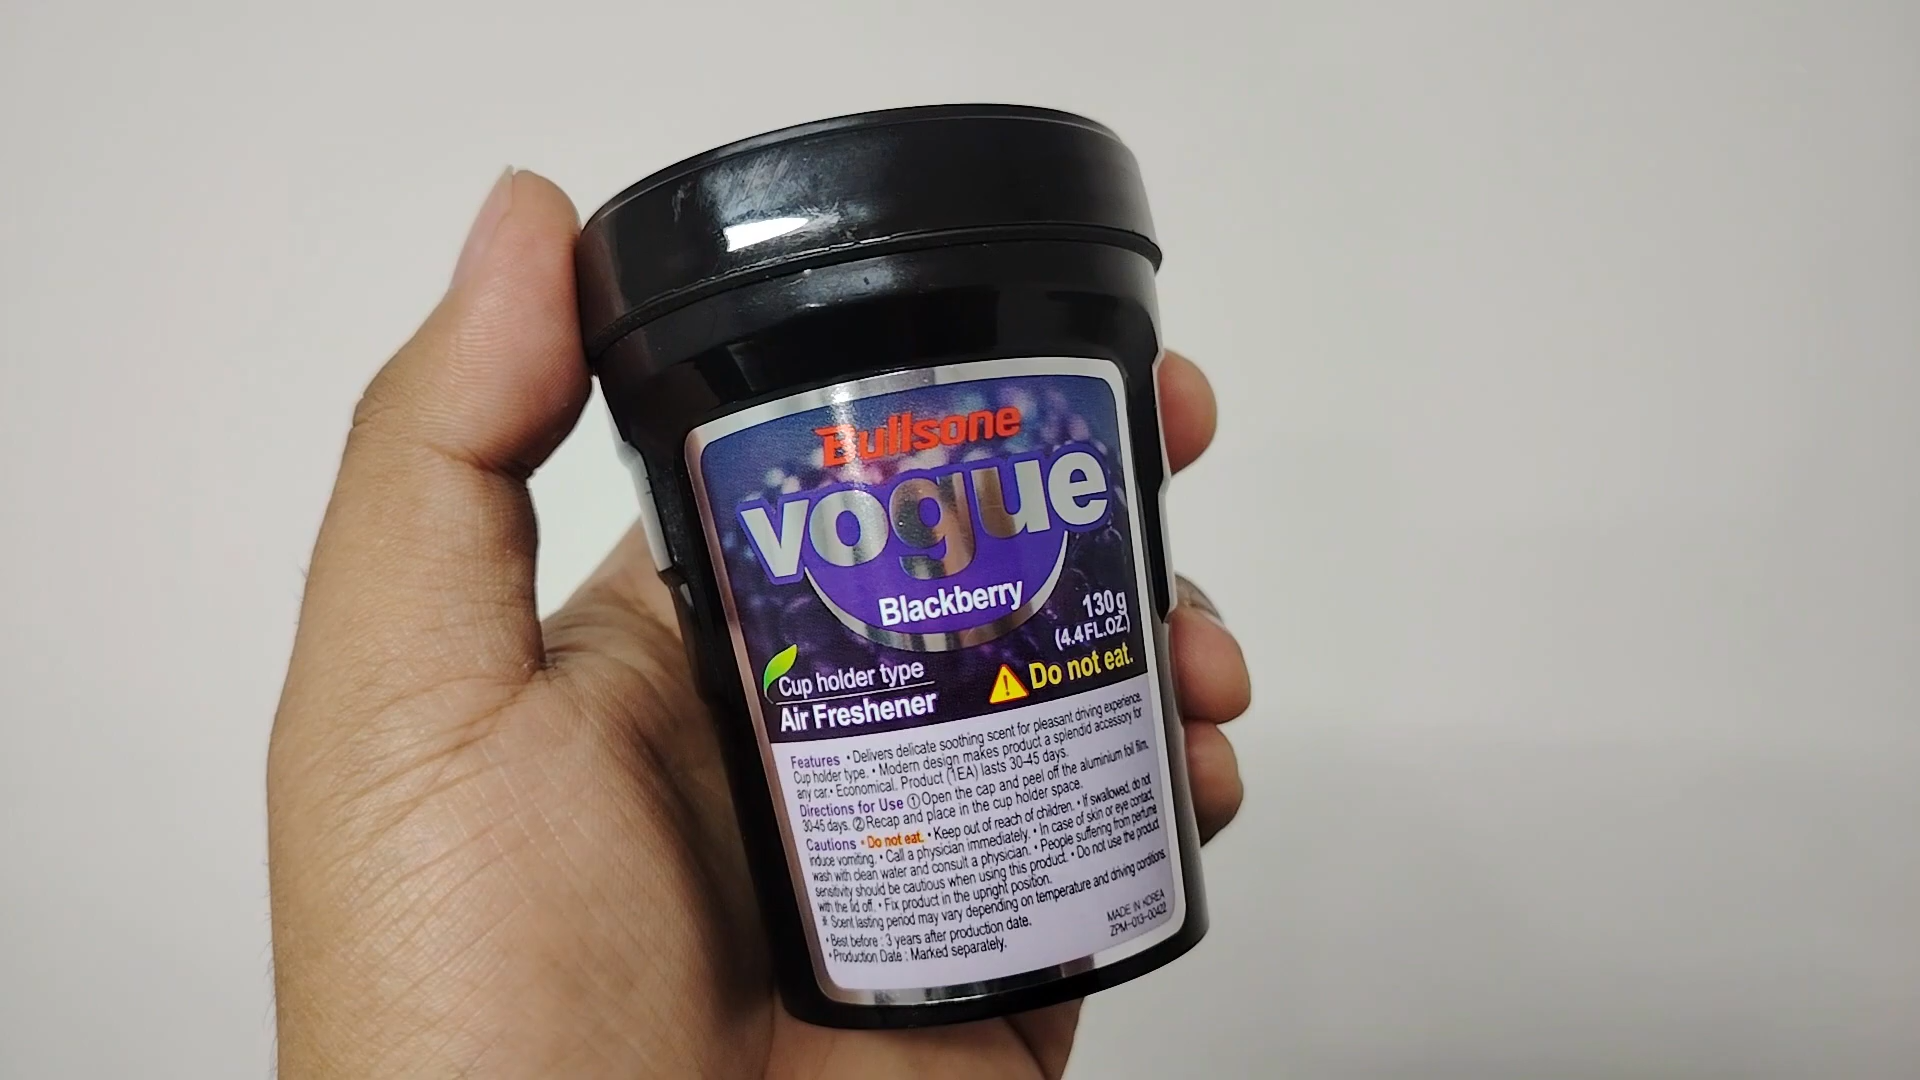 Bullsone
vogue
Blackberry
130g
(4.4FL.OZ.)
Cup holder type
Air Freshener
Do not eat.
Features • Delivers delicate soothing scent for pleasant driving experience.
Cup holder type. • Modern design makes product a splendid accessory for
any car. • Economical. Product (1EA) lasts 30-45 days.
Directions for Use ①Open the cap and peel off the aluminium foil film.
30-45 days. ②Recap and place in the cup holder space.
Cautions • Do not eat. • Keep out of reach of children. • If swallowed, do not
induce vomiting. • Call a physician immediately. • In case of skin or eye contact,
wash with clean water and consult a physician. • People suffering from perfume
sensitivity should be cautious when using this product. • Do not use the product
with the lid off. • Fix product in the upright position.
※ Scent lasting period may vary depending on temperature and driving conditions.
• Best before : 3 years after production date.
• Production Date : Marked separately.
MADE IN KOREA
ZPM-013-00422